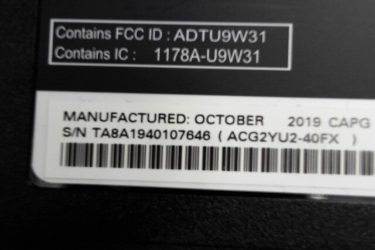 Contains FCC ID : ADTU9W31
Contains IC : 1178A-U9W31
MANUFACTURED: OCTOBER 2019 CAPG
S/N TA8A1940107646 ( ACG2YU2-40FX )